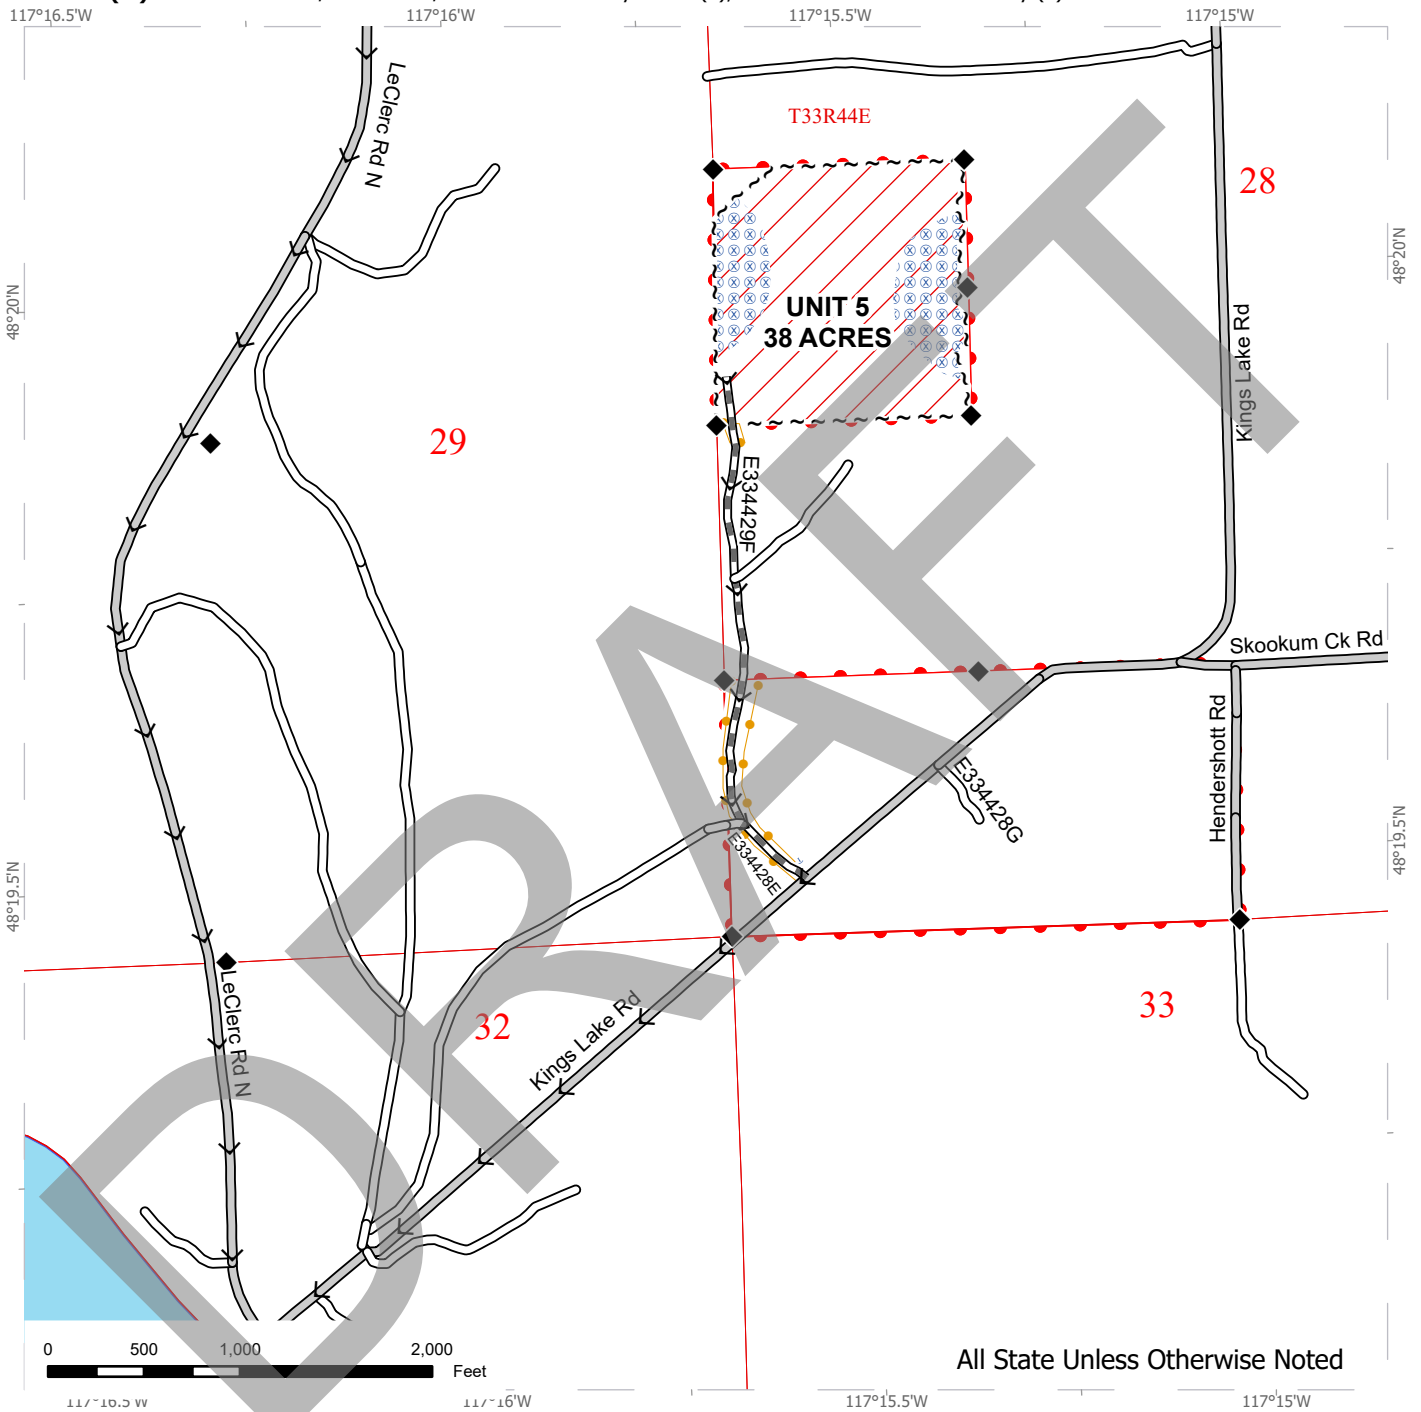 117°16.5'W
117°16'W
117°15.5'W
117°15'W
LeClerc Rd N
T33R44E
28
48°20'N
48°20'N
UNIT 5
38 ACRES
Kings Lake Rd
29
E334429F
Skookum Ck Rd
Hendershott Rd
E334428G
E334428E
48°19.5'N
48°19.5'N
LeClerc Rd N
32
33
Kings Lake Rd
DRAFT
0
500
1,000
2,000
Feet
All State Unless Otherwise Noted
117°16.5'W
117°16'W
117°15.5'W
117°15'W